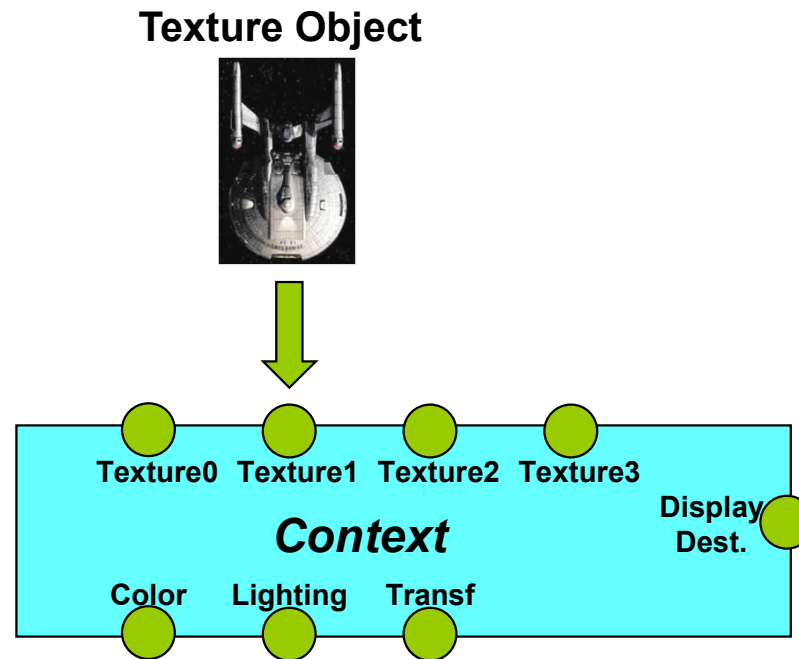 Texture Object
Texture0 Texture1 Texture2 Texture3
Display
Dest.
Context
Color Lighting Transf